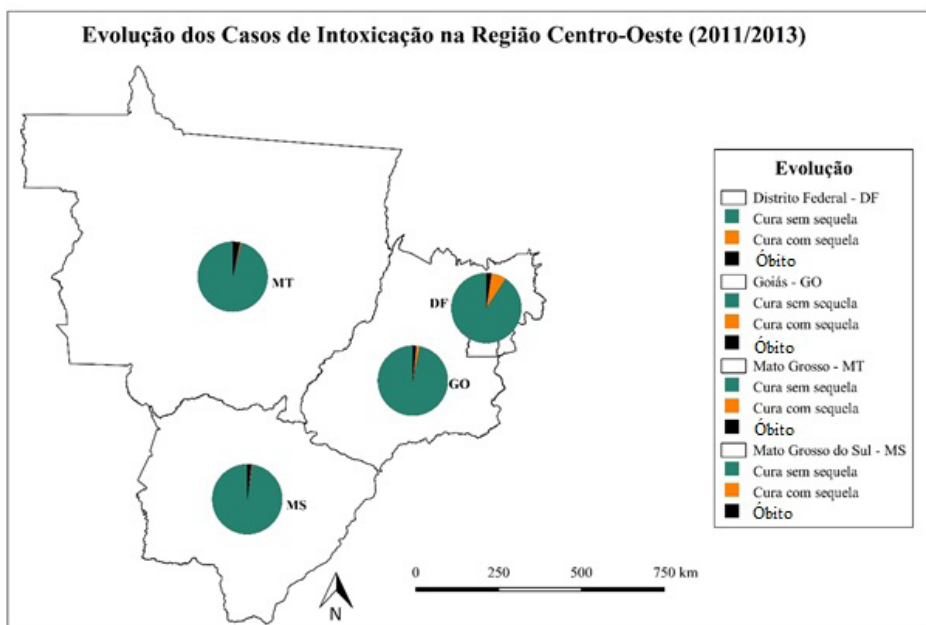 Evolução dos Casos de Intoxicação na Região Centro-Oeste (2011/2013)
MT
DF
GO
MS
Evolução
Distrito Federal - DF
Cura sem sequela
Cura com sequela
Óbito
Goiás - GO
Cura sem sequela
Cura com sequela
Óbito
Mato Grosso - MT
Cura sem sequela
Cura com sequela
Óbito
Mato Grosso do Sul - MS
Cura sem sequela
Cura com sequela
Óbito
0 250 500 750 km
N